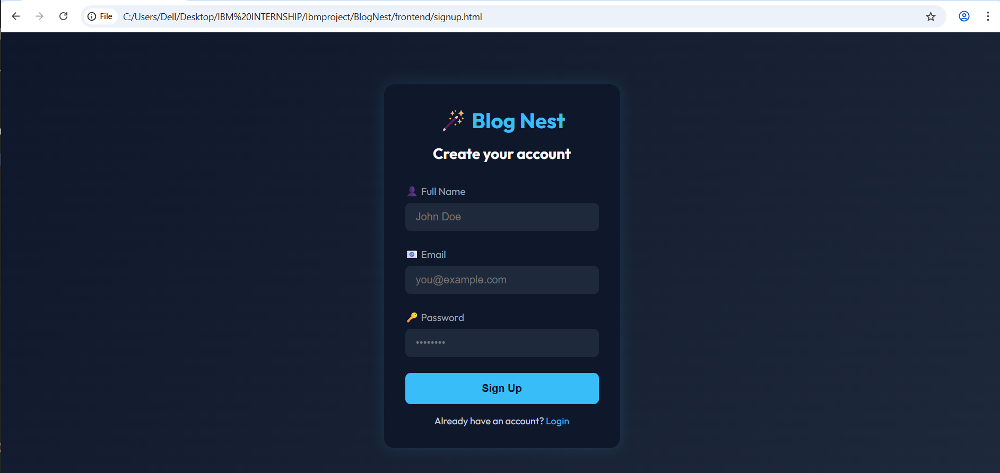 File C:/Users/Dell/Desktop/IBM%20INTERNSHIP/Ibmproject/BlogNest/frontend/signup.html
Blog Nest
Create your account
Full Name
John Doe
Email
you@example.com
Password
••••••••
Sign Up
Already have an account? Login